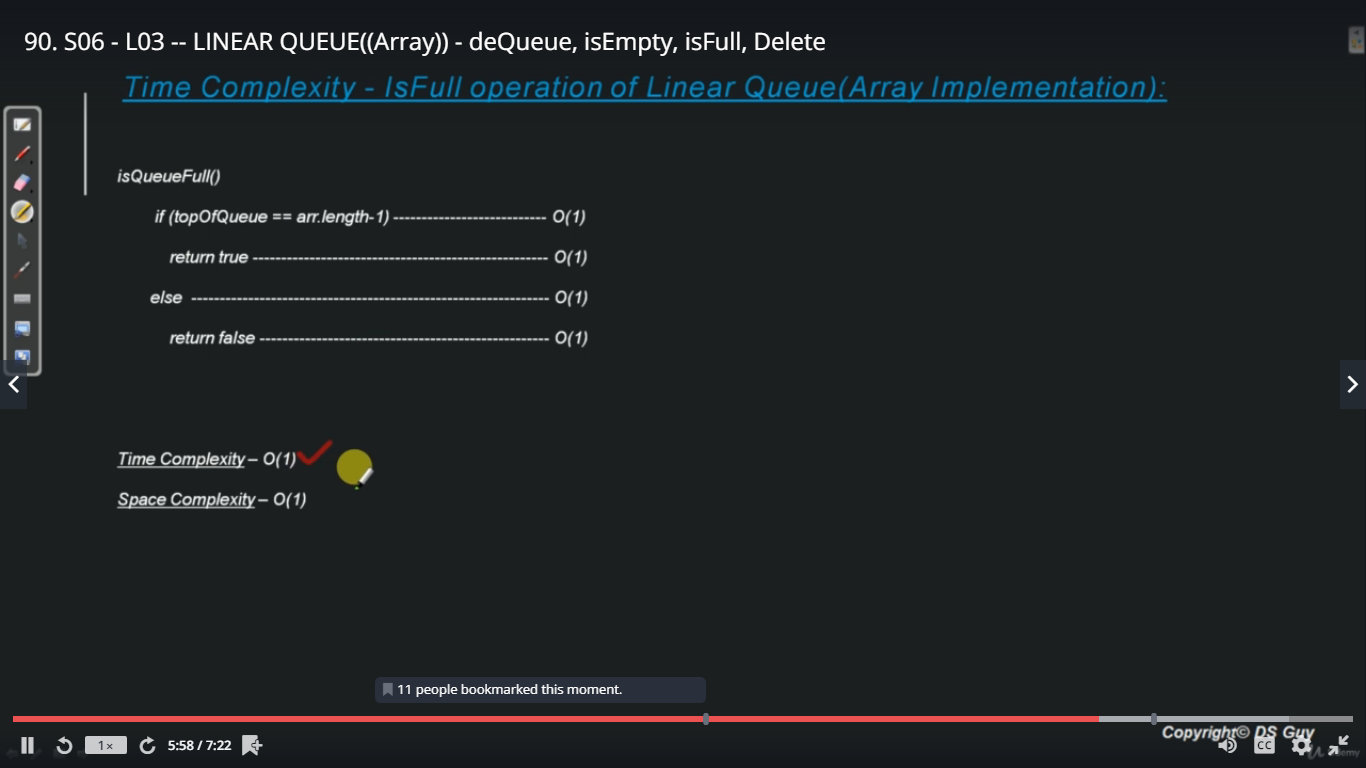 90. S06 - L03 -- LINEAR QUEUE((Array)) - deQueue, isEmpty, isFull, Delete
Time Complexity - IsFull operation of Linear Queue(Array Implementation):
isQueueFull()
if (topOfQueue == arr.length-1) --------------------------- O(1)
return true ---------------------------------------------------- O(1)
else --------------------------------------------------------------- O(1)
return false --------------------------------------------------- O(1)
Time Complexity – O(1)
Space Complexity – O(1)
11 people bookmarked this moment.
Copyright© DS Guy
1×
5:58 / 7:22
CC